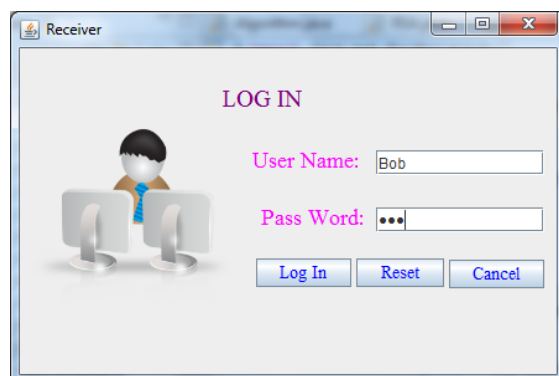 Receiver
LOG IN
User Name: Bob
Pass Word: •••
Log In Reset Cancel